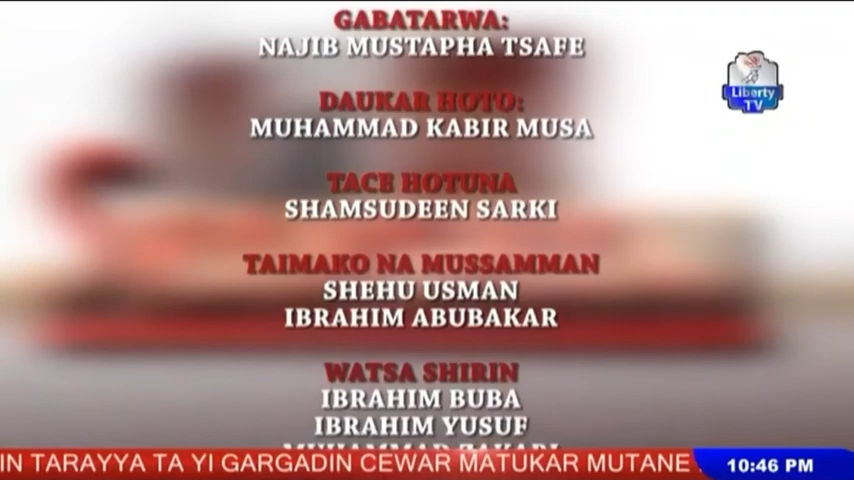 GABATARWA:
NAJIB MUSTAPHA TSAFE
DAUKAR HOTO:
MUHAMMAD KABIR MUSA
TACE HOTUNA
SHAMSUDEEN SARKI
TAIMAKO NA MUSSAMMAN
SHEHU USMAN
IBRAHIM ABUBAKAR
WATSA SHIRIN
IBRAHIM BUBA
IBRAHIM YUSUF
Liberty
TV
IN TARAYYA TA YI GARGADIN CEWAR MATUKAR MUTANE
10:46 PM